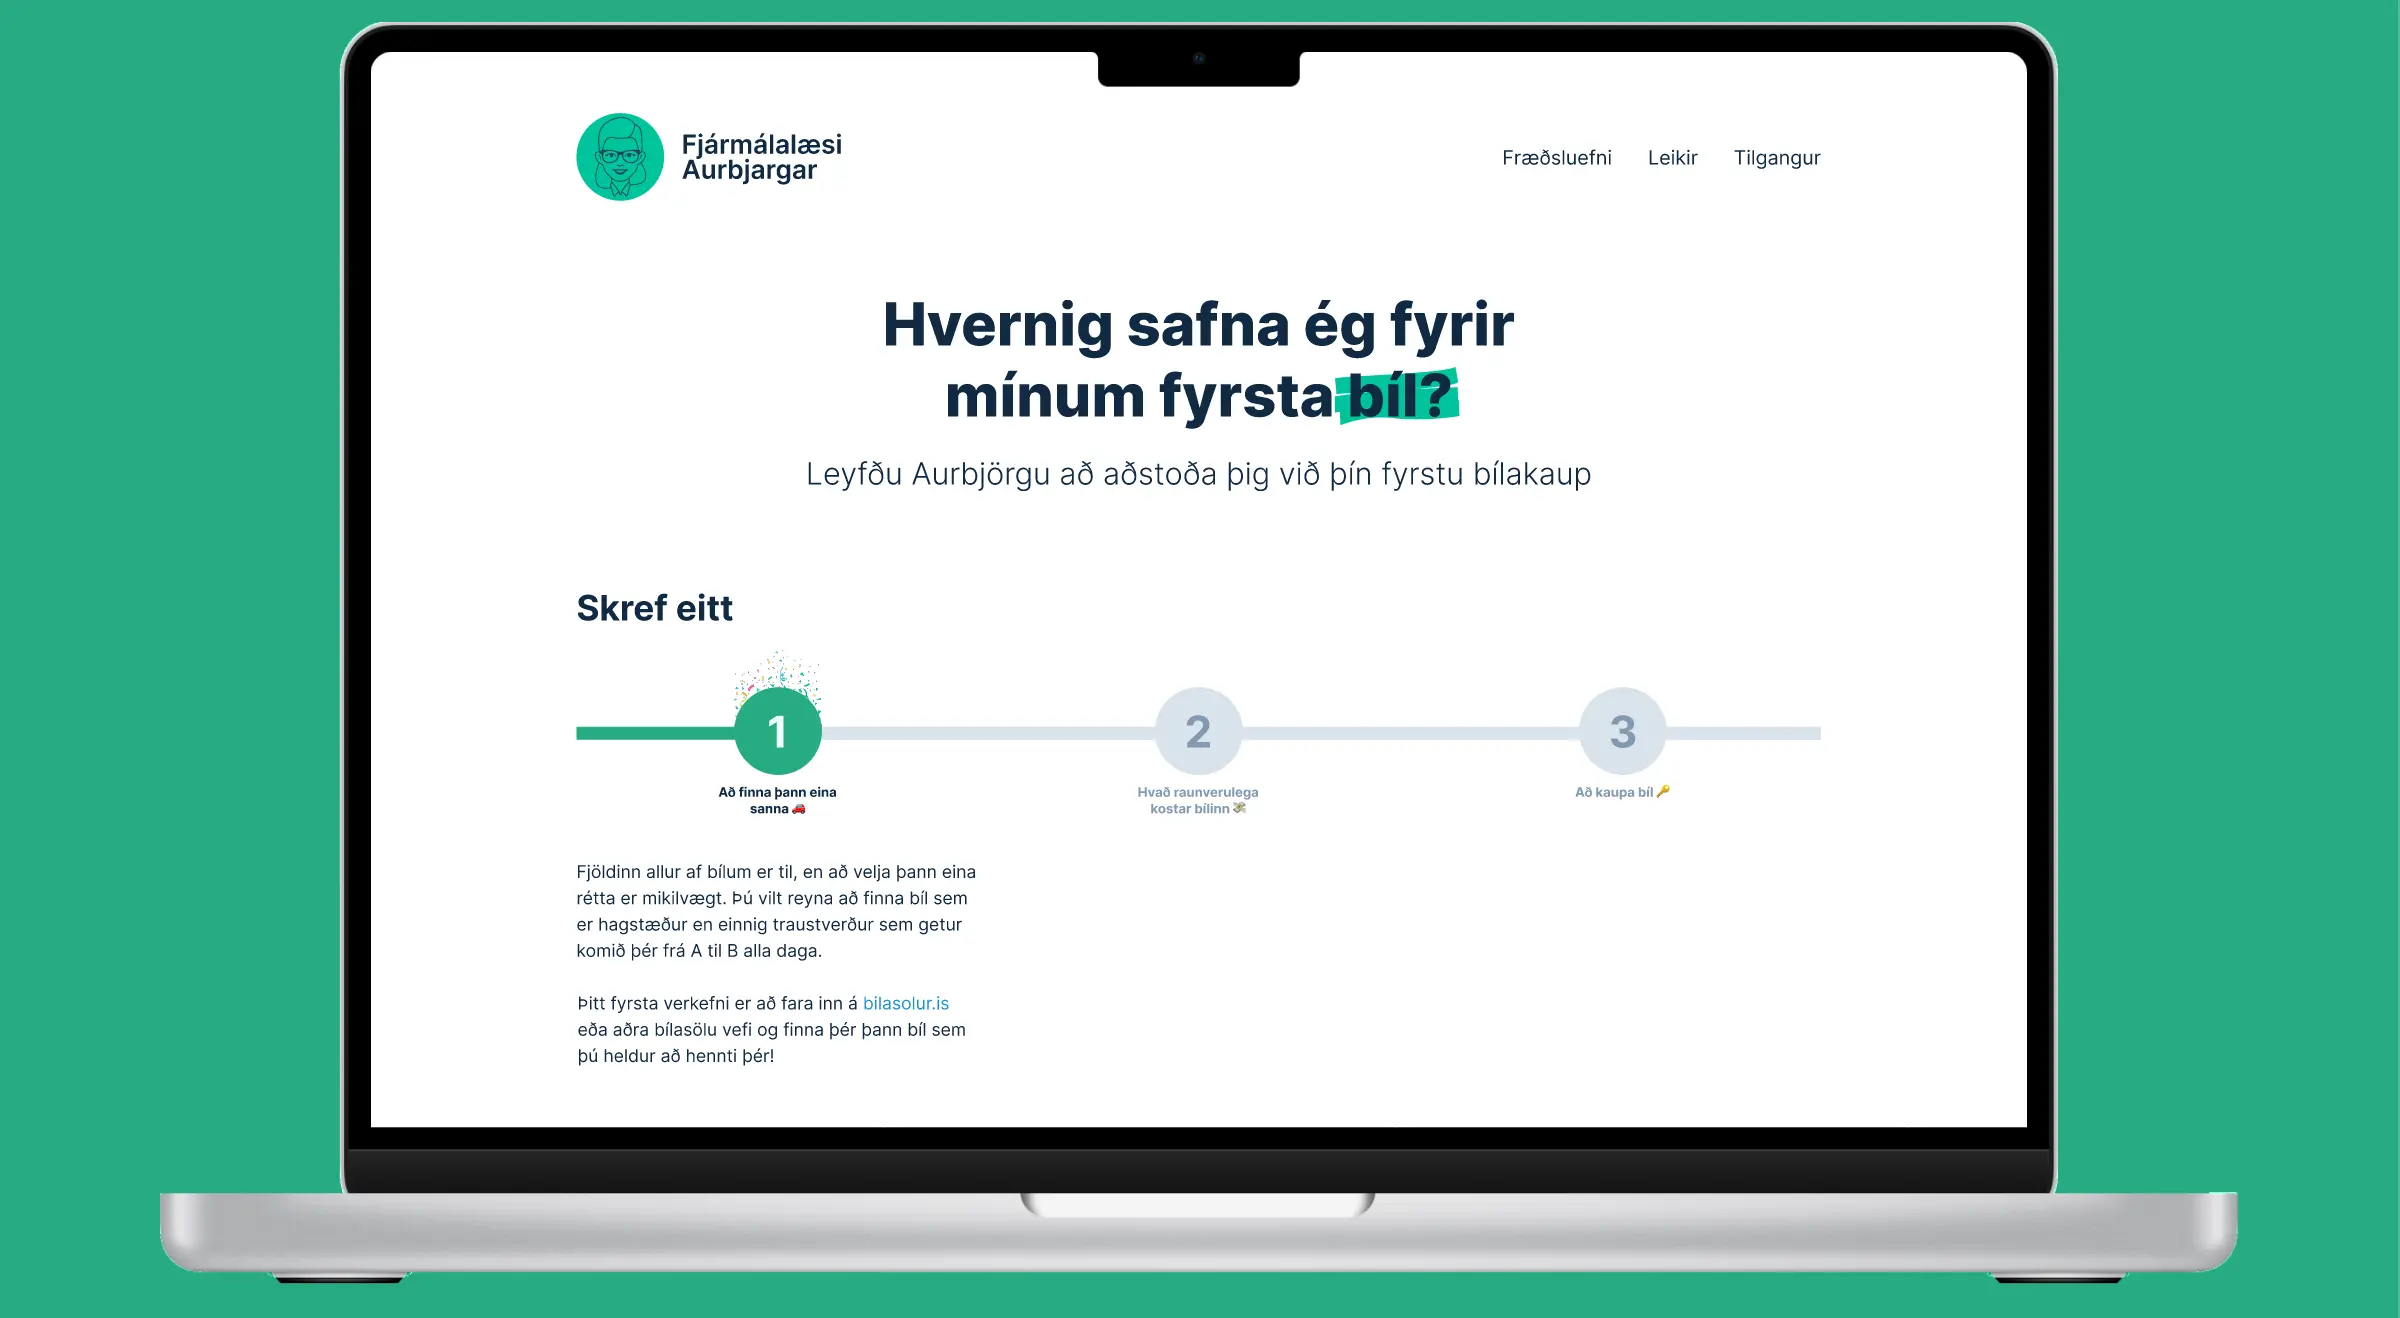 Fjármálalæsi
Aurbjargar
Fræðsluefni Leikir Tilgangur
Hvernig safna ég fyrir
mínum fyrsta bíl?
Leyfðu Aurbjörgu að aðstoða þig við þín fyrstu bílakaup
Skref eitt
1
2
3
Að finna þann eina
sanna 🚗
Hvað raunverulega
kostar bílinn 💸
Að kaupa bíl 🔑
Fjöldinn allur af bílum er til, en að velja þann eina
rétta er mikilvægt. Þú vilt reyna að finna bíl sem
er hagstæður en einnig traustverður sem getur
komið þér frá A til B alla daga.
Þitt fyrsta verkefni er að fara inn á bilasolur.is
eða aðra bílasölu vefi og finna þér þann bíl sem
þú heldur að hennti þér!